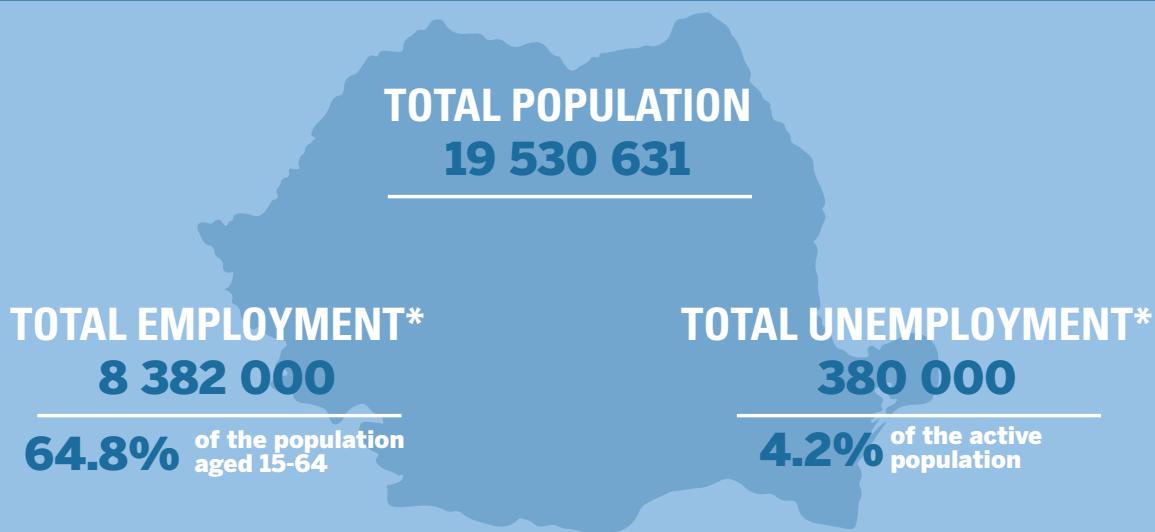 TOTAL POPULATION
19 530 631
TOTAL EMPLOYMENT*
8 382 000
64.8% of the population
aged 15-64
TOTAL UNEMPLOYMENT*
380 000
4.2% of the active
population